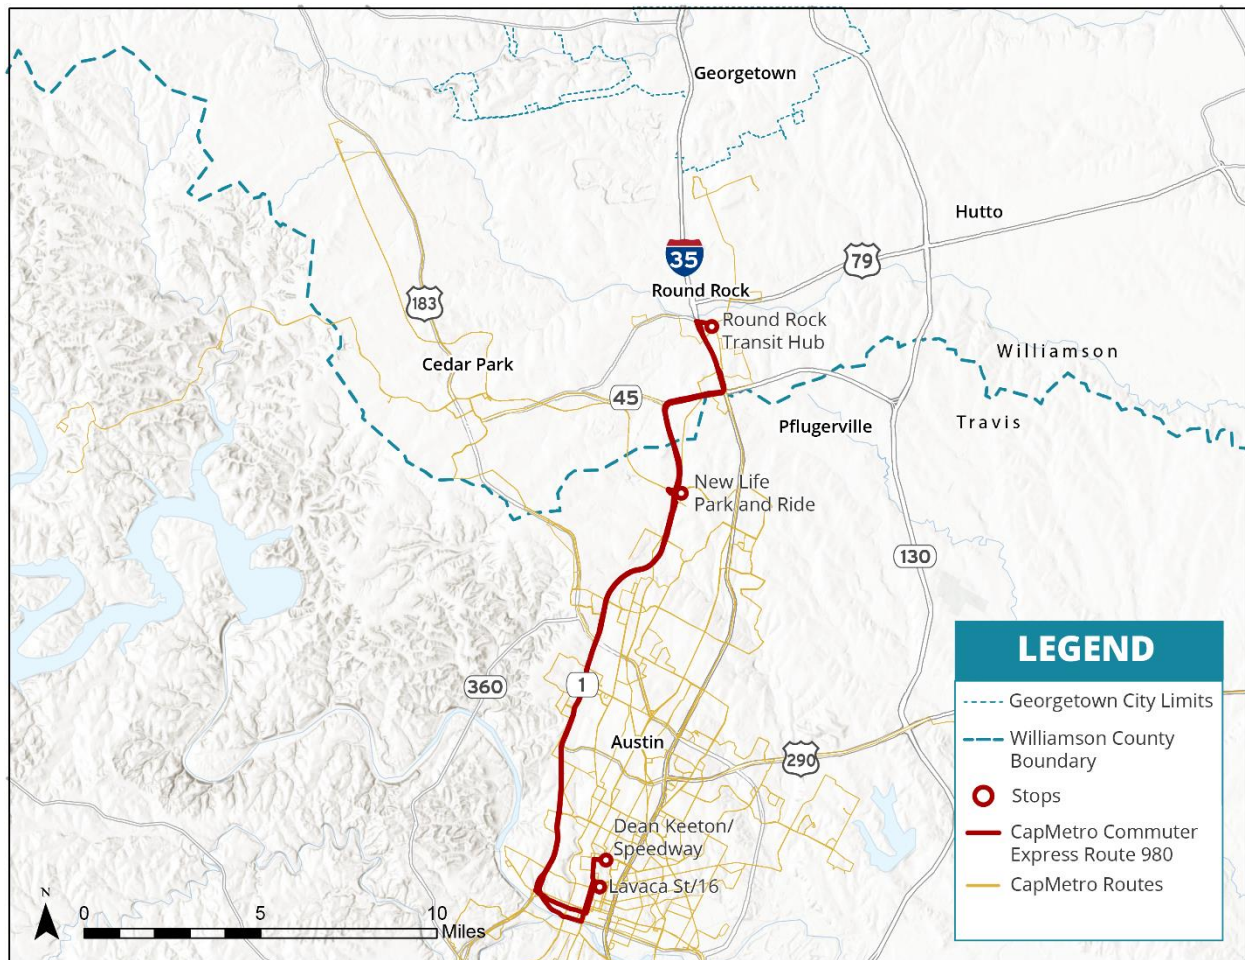 Georgetown
Hutto
35
79
Round Rock
183
Round Rock
Transit Hub
Williamson
Cedar Park
45
Pflugerville
Travis
New Life
Park and Ride
130
LEGEND
Georgetown City Limits
Williamson County
Boundary
Stops
CapMetro Commuter
Express Route 980
CapMetro Routes
360
1
Austin
290
Dean Keeton/
Speedway
Lavaca St/16
N
0 5 10
Miles